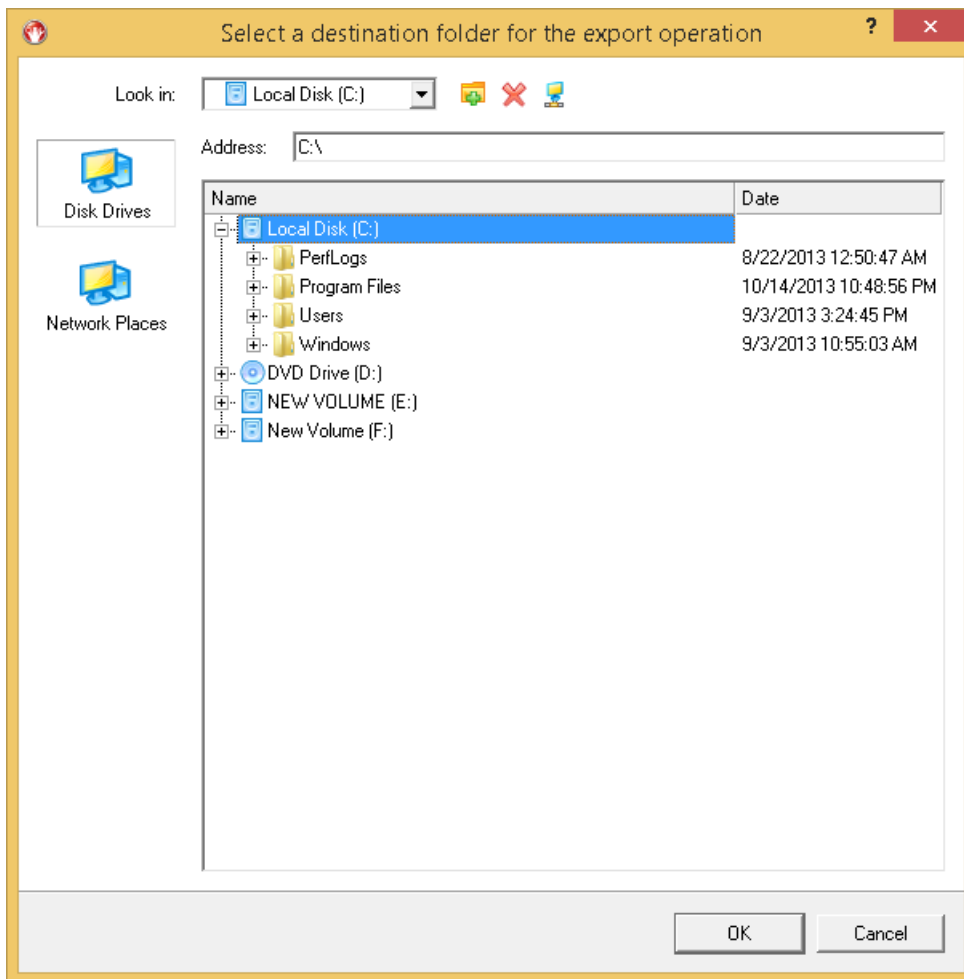 Select a destination folder for the export operation ? ×
Look in: Local Disk (C:)
Address: C:\
Disk Drives
Network Places
Name Date
Local Disk (C:)
PerfLogs 8/22/2013 12:50:47 AM
Program Files 10/14/2013 10:48:56 PM
Users 9/3/2013 3:24:45 PM
Windows 9/3/2013 10:55:03 AM
DVD Drive (D:)
NEW VOLUME (E:)
New Volume (F:)
OK Cancel